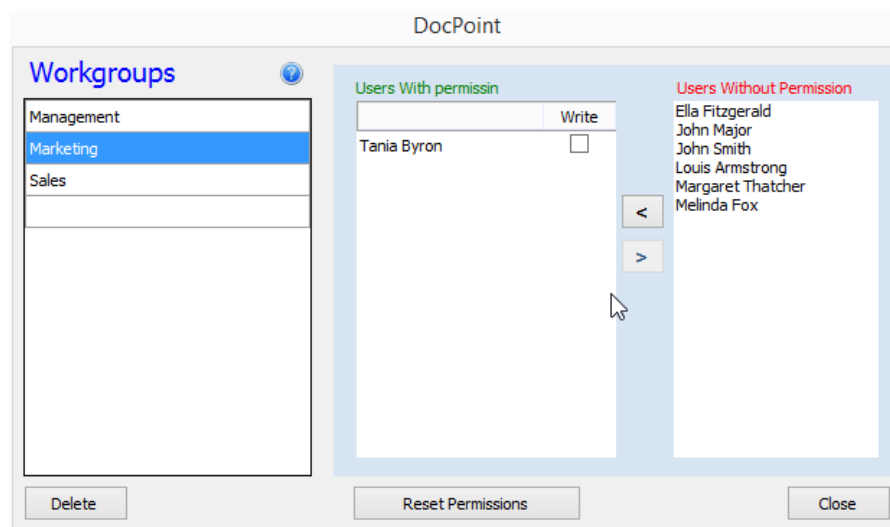 DocPoint
Workgroups
?
Management
Marketing
Sales
Users With permissin
Write
Tania Byron
<
>
Users Without Permission
Ella Fitzgerald
John Major
John Smith
Louis Armstrong
Margaret Thatcher
Melinda Fox
Delete
Reset Permissions
Close